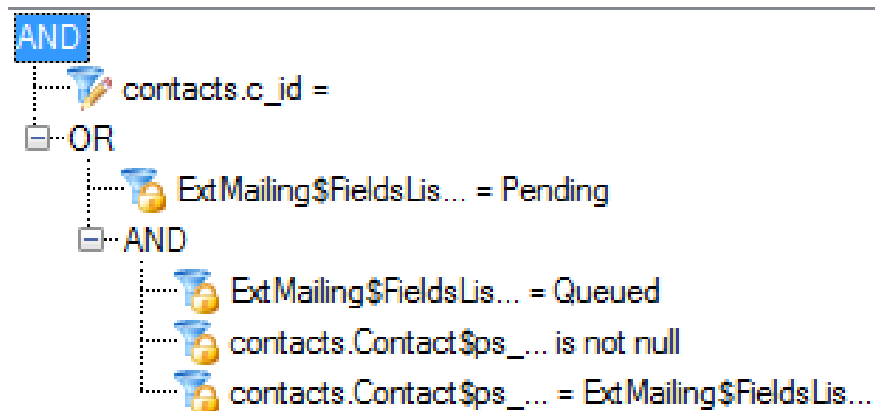 AND
contacts.c_id =
OR
ExtMailing$FieldsLis... = Pending
AND
ExtMailing$FieldsLis... = Queued
contacts.Contact$ps_... is not null
contacts.Contact$ps_... = ExtMailing$FieldsLis...